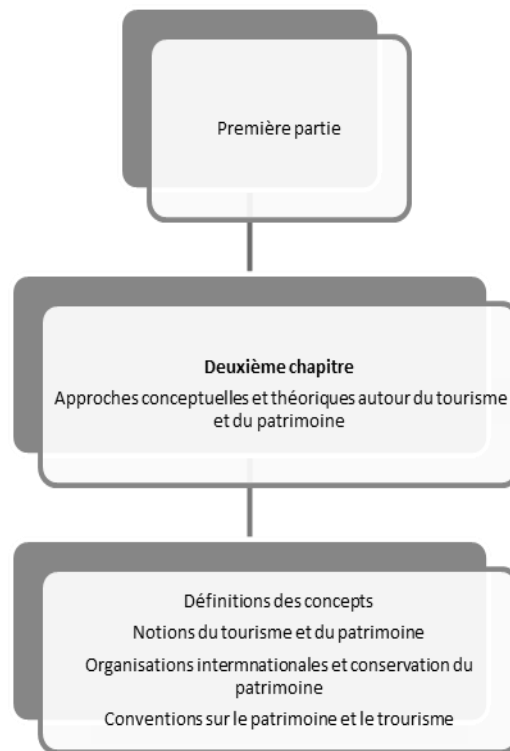 Première partie
Deuxième chapitre
Approches conceptuelles et théoriques autour du tourisme
et du patrimoine
Définitions des concepts
Notions du tourisme et du patrimoine
Organisations intermnationales et conservation du
patrimoine
Conventions sur le patrimoine et le trourisme